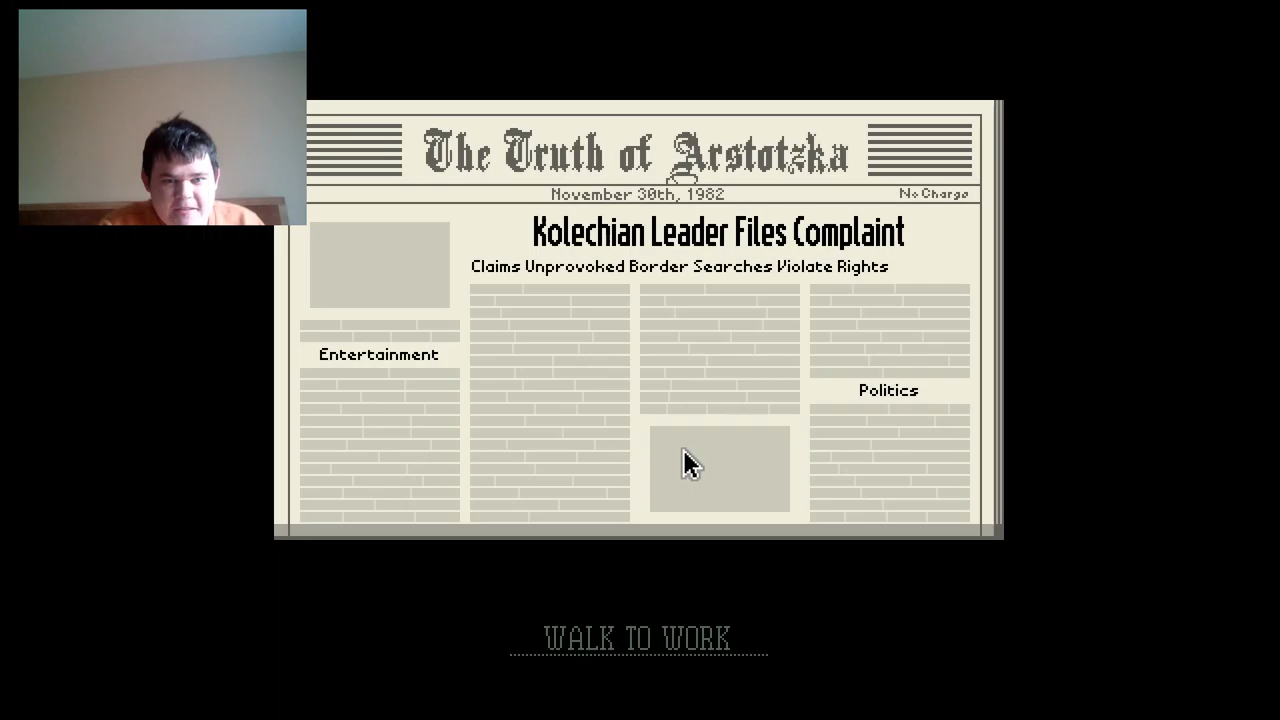 The Truth of Arstotzka
November 30th, 1982
No Charge
Kolechian Leader Files Complaint
Claims Unprovoked Border Searches Violate Rights
Entertainment
Politics
WALK TO WORK